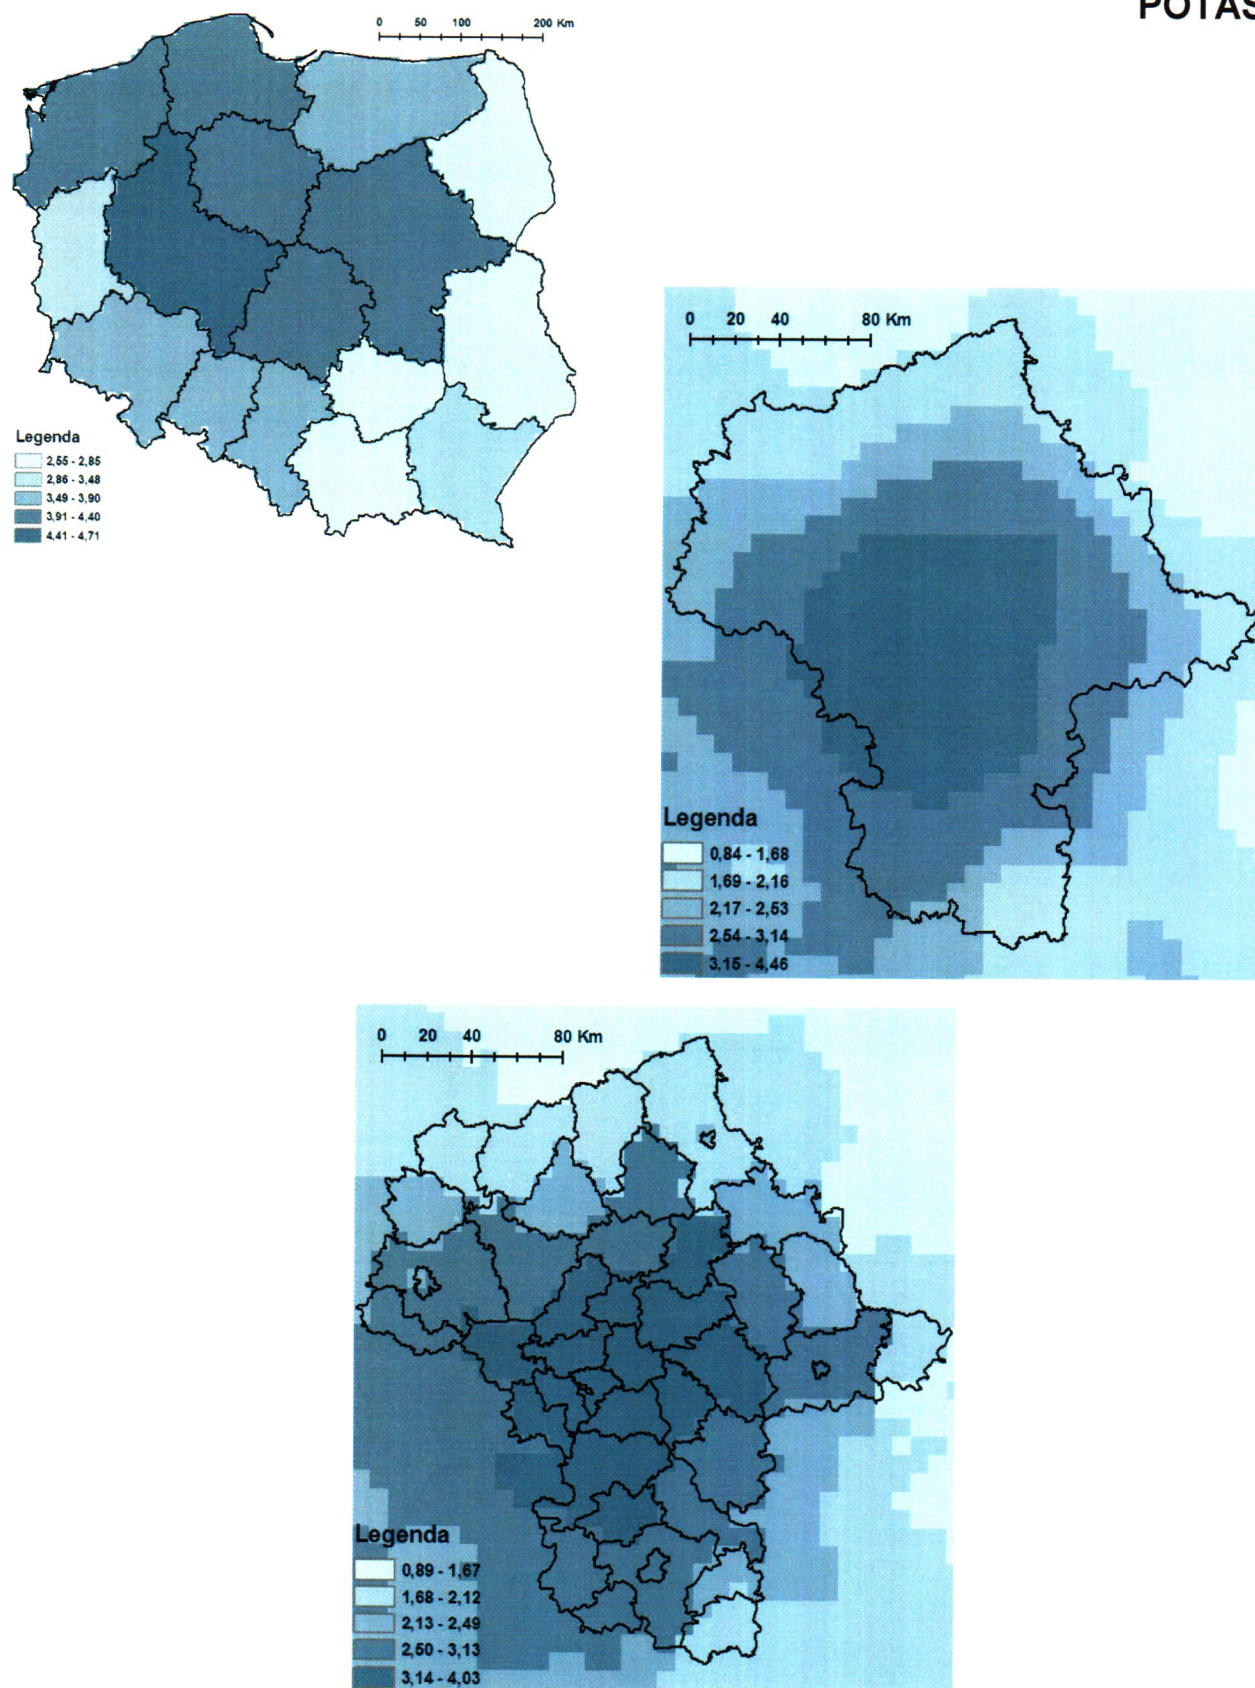 POTAS
0 50 100 200 Km
Legenda
2,55 - 2,85
2,86 - 3,48
3,49 - 3,90
3,91 - 4,40
4,41 - 4,71
0 20 40 80 Km
Legenda
0,84 - 1,68
1,69 - 2,16
2,17 - 2,53
2,54 - 3,14
3,15 - 4,46
0 20 40 80 Km
Legenda
0,89 - 1,67
1,68 - 2,12
2,13 - 2,49
2,50 - 3,13
3,14 - 4,03